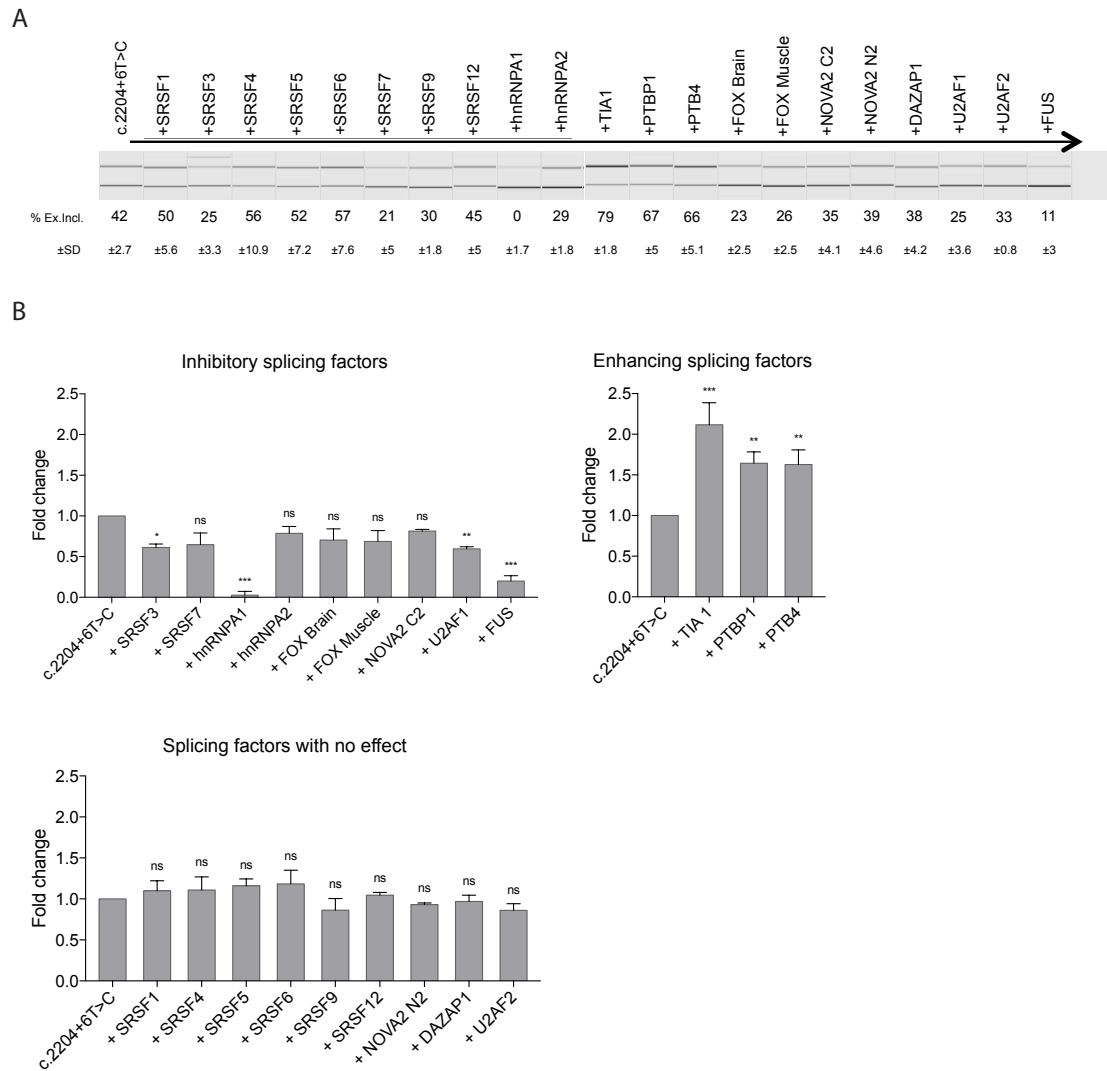 A
c.2204+6T>C +SRSF1 +SRSF3 +SRSF4 +SRSF5 +SRSF6 +SRSF7 +SRSF9 +SRSF12 +hnRNPA1 +hnRNPA2 +TIA1 +PTBP1 +PTB4 +FOX Brain +FOX Muscle +NOVA2 C2 +NOVA2 N2 +DAZAP1 +U2AF1 +U2AF2 +FUS
% Ex.Incl. 42 50 25 56 52 57 21 30 45 0 29 79 67 66 23 26 35 39 38 25 33 11
±SD ±2.7 ±5.6 ±3.3 ±10.9 ±7.2 ±7.6 ±5 ±1.8 ±5 ±1.7 ±1.8 ±1.8 ±5 ±5.1 ±2.5 ±2.5 ±4.1 ±4.6 ±4.2 ±3.6 ±0.8 ±3
B
Inhibitory splicing factors
Fold change
2.5
2.0
1.5
1.0
0.5
0.0
* ns *** ns ns ns ns ** ***
c.2204+6T>C + SRSF3 + SRSF7 + hnRNPA1 + hnRNPA2 + FOX Brain + FOX Muscle + NOVA2 C2 + U2AF1 + FUS
Enhancing splicing factors
Fold change
2.5
2.0
1.5
1.0
0.5
0.0
*** ** **
c.2204+6T>C + TIA 1 + PTBP1 + PTB4
Splicing factors with no effect
Fold change
2.5
2.0
1.5
1.0
0.5
0.0
ns ns ns ns ns ns ns ns ns
c.2204+6T>C + SRSF1 + SRSF4 + SRSF5 + SRSF6 + SRSF9 + SRSF12 + NOVA2 N2 + DAZAP1 + U2AF2